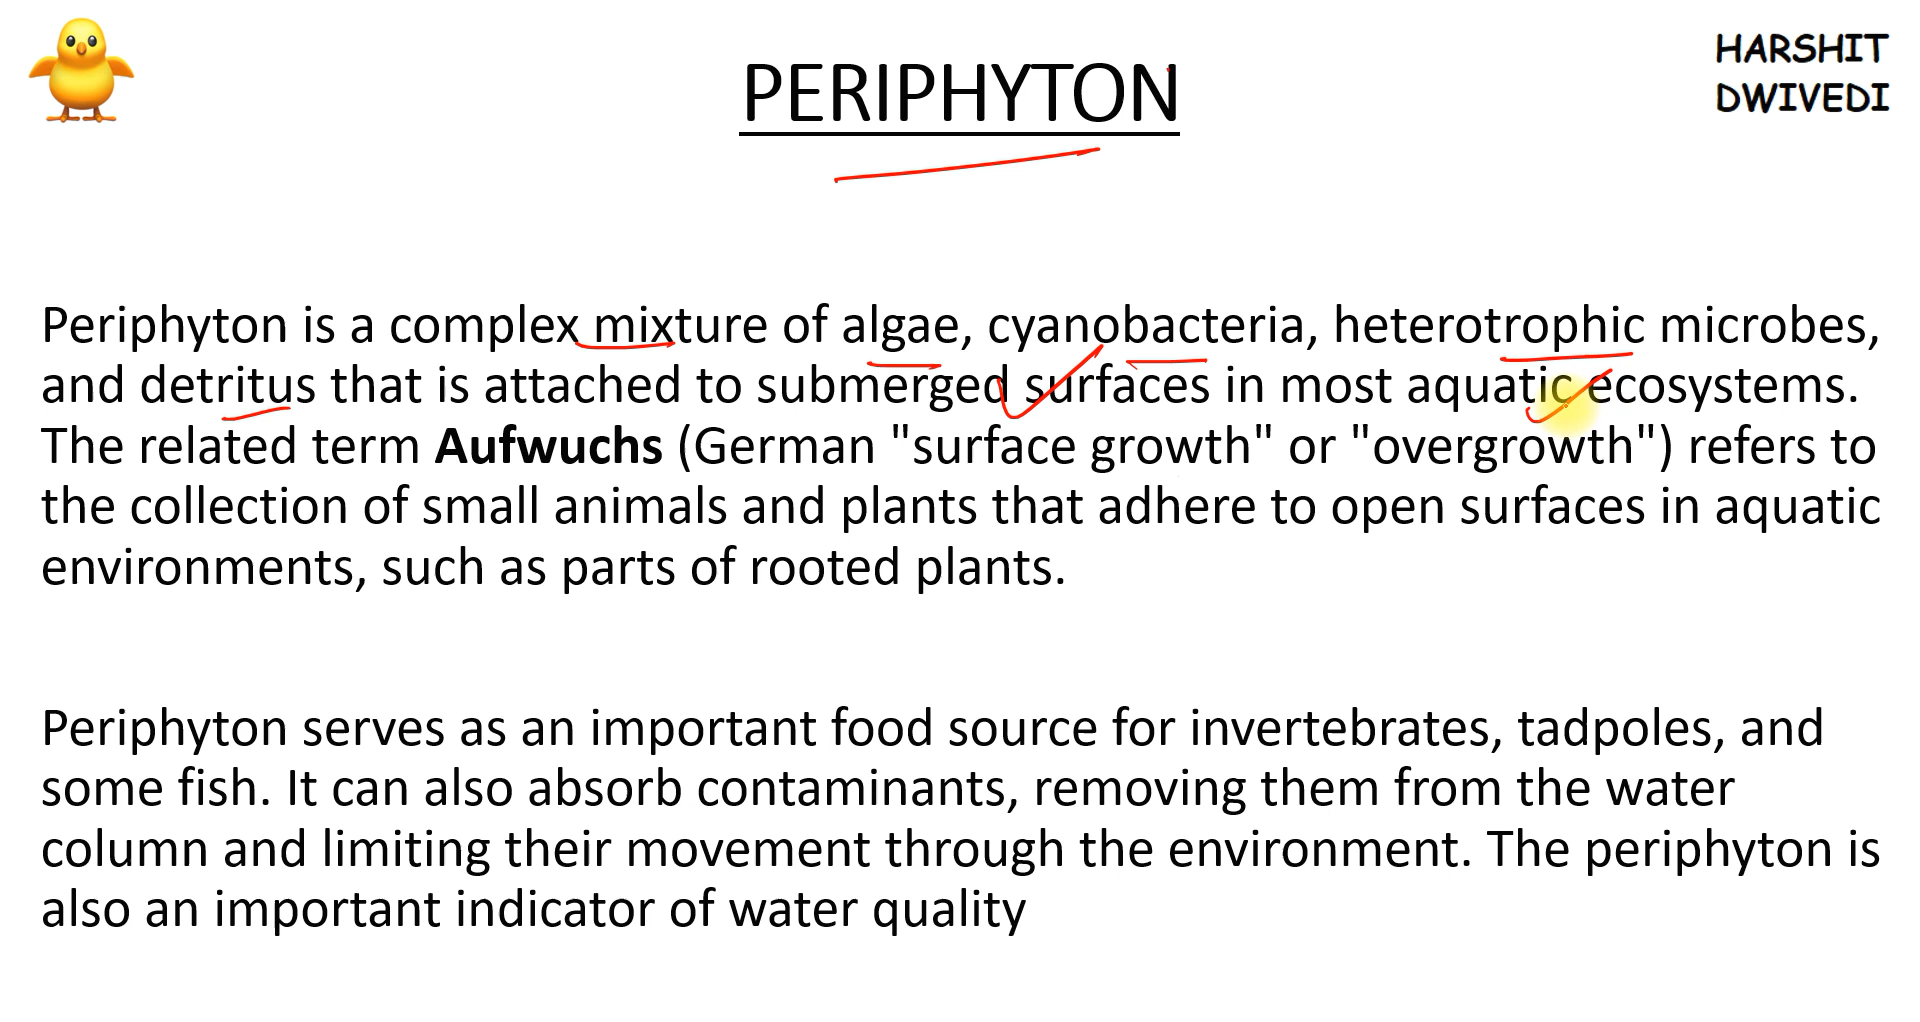 PERIPHYTON
HARSHIT
DWIVEDI
Periphyton is a complex mixture of algae, cyanobacteria, heterotrophic microbes,
and detritus that is attached to submerged surfaces in most aquatic ecosystems.
The related term Aufwuchs (German "surface growth" or "overgrowth") refers to
the collection of small animals and plants that adhere to open surfaces in aquatic
environments, such as parts of rooted plants.
Periphyton serves as an important food source for invertebrates, tadpoles, and
some fish. It can also absorb contaminants, removing them from the water
column and limiting their movement through the environment. The periphyton is
also an important indicator of water quality